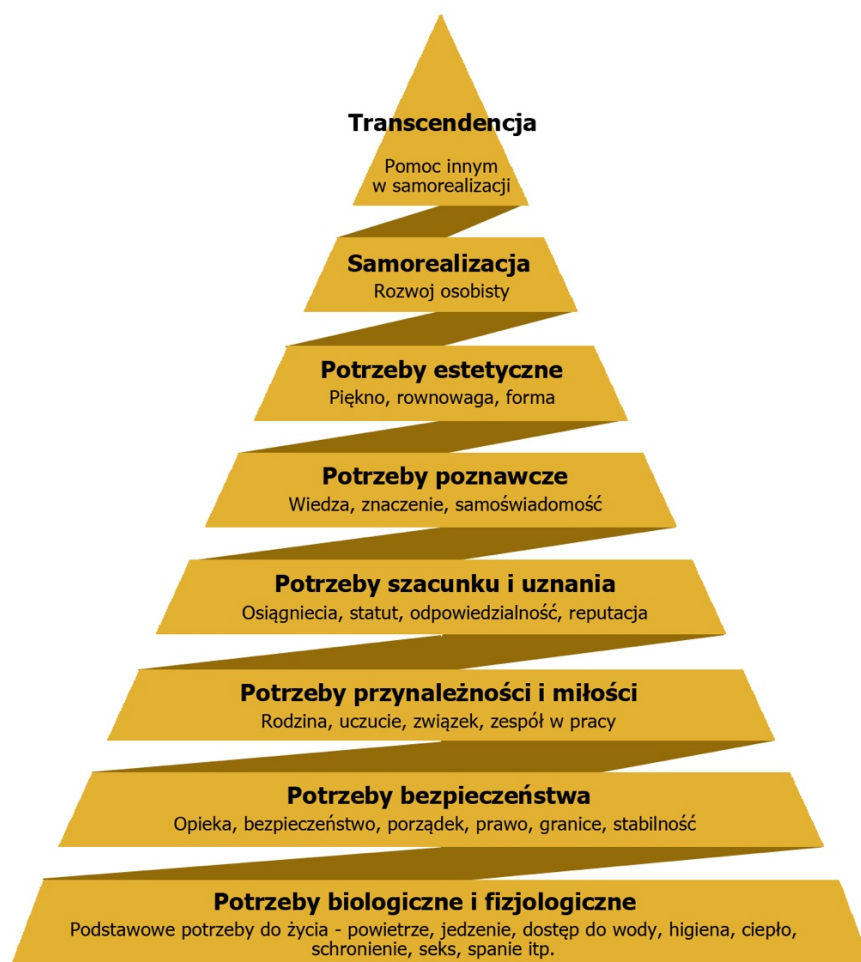 Transcendencja
Pomoc innym
w samorealizacji
Samorealizacja
Rozwoj osobisty
Potrzeby estetyczne
Piękno, rownowaga, forma
Potrzeby poznawcze
Wiedza, znaczenie, samoświadomość
Potrzeby szacunku i uznania
Osiągniecia, statut, odpowiedzialność, reputacja
Potrzeby przynależności i miłości
Rodzina, uczucie, związek, zespół w pracy
Potrzeby bezpieczeństwa
Opieka, bezpieczeństwo, porządek, prawo, granice, stabilność
Potrzeby biologiczne i fizjologiczne
Podstawowe potrzeby do życia - powietrze, jedzenie, dostęp do wody, higiena, ciepło,
schronienie, seks, spanie itp.